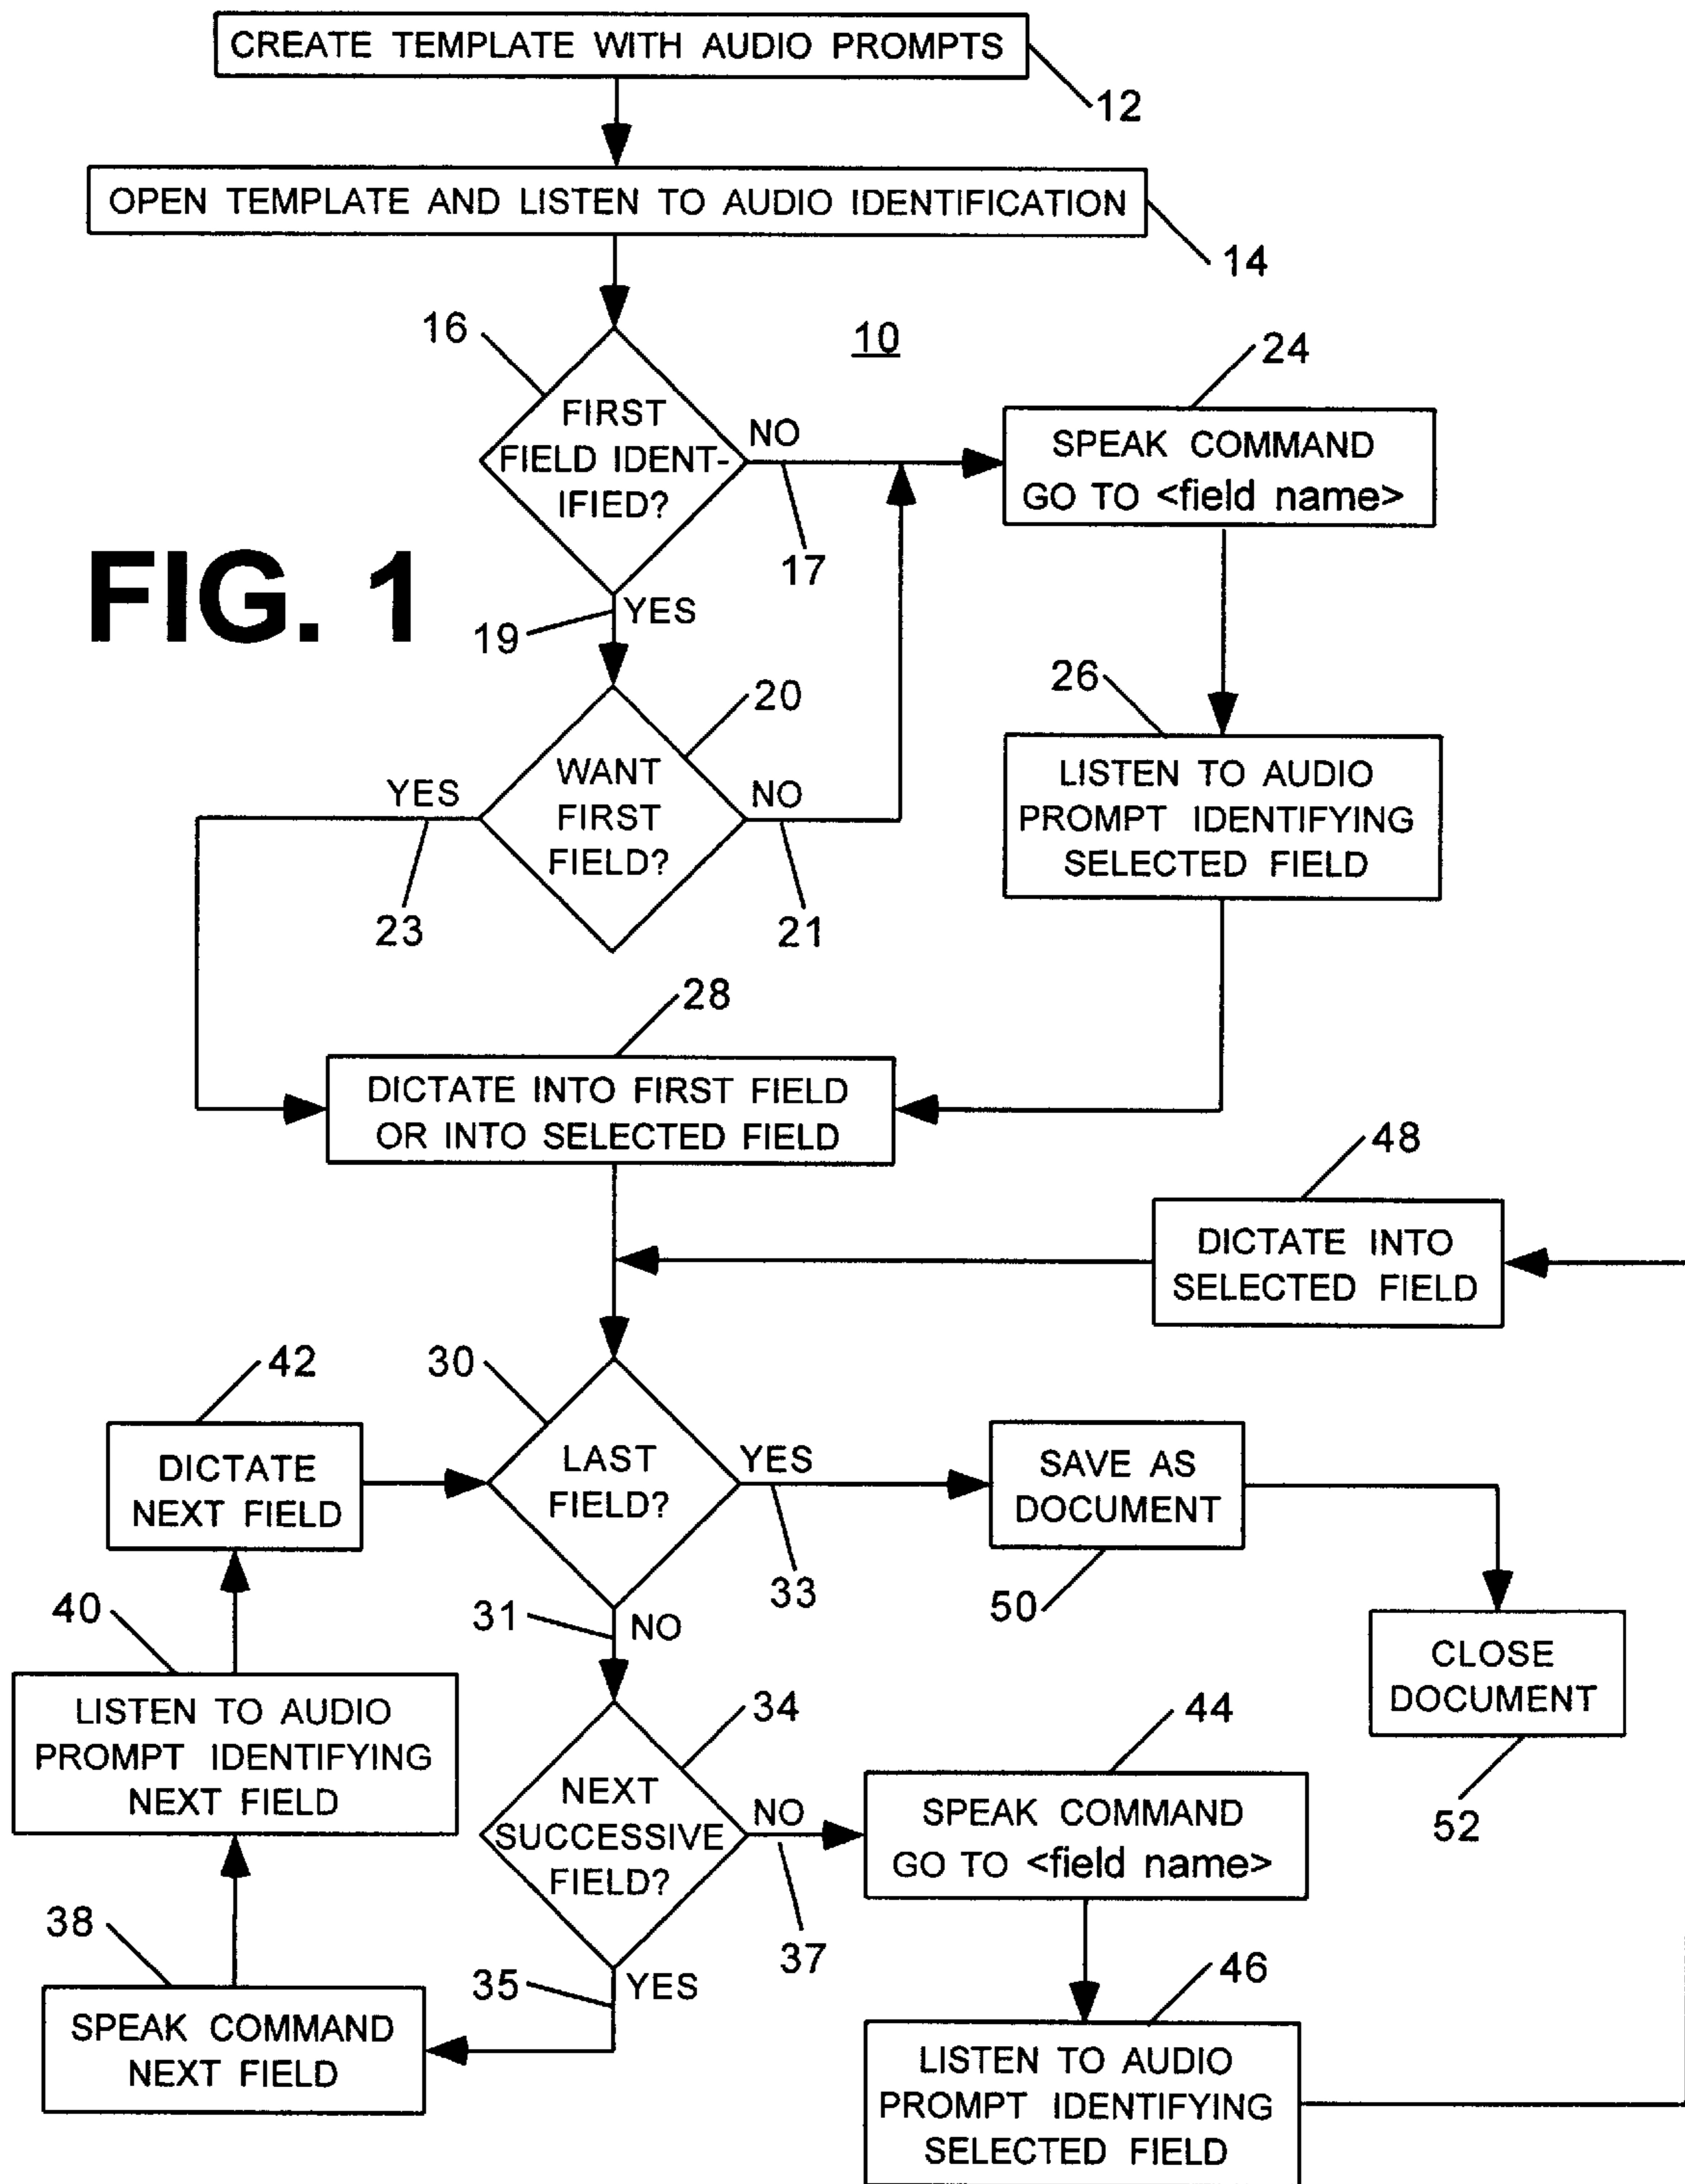 CREATE TEMPLATE WITH AUDIO PROMPTS
12
OPEN TEMPLATE AND LISTEN TO AUDIO IDENTIFICATION
14
16
10
24
FIRST
FIELD IDENT-
IFIED?
NO
17
SPEAK COMMAND
GO TO <field name>
FIG. 1
19
YES
26
20
WANT
FIRST
FIELD?
YES
23
NO
21
LISTEN TO AUDIO
PROMPT IDENTIFYING
SELECTED FIELD
28
DICTATE INTO FIRST FIELD
OR INTO SELECTED FIELD
48
DICTATE INTO
SELECTED FIELD
42
30
DICTATE
NEXT FIELD
LAST
FIELD?
YES
33
SAVE AS
DOCUMENT
50
40
31
NO
CLOSE
DOCUMENT
52
LISTEN TO AUDIO
PROMPT IDENTIFYING
NEXT FIELD
34
44
NEXT
SUCCESSIVE
FIELD?
NO
37
SPEAK COMMAND
GO TO <field name>
38
35
YES
46
SPEAK COMMAND
NEXT FIELD
LISTEN TO AUDIO
PROMPT IDENTIFYING
SELECTED FIELD